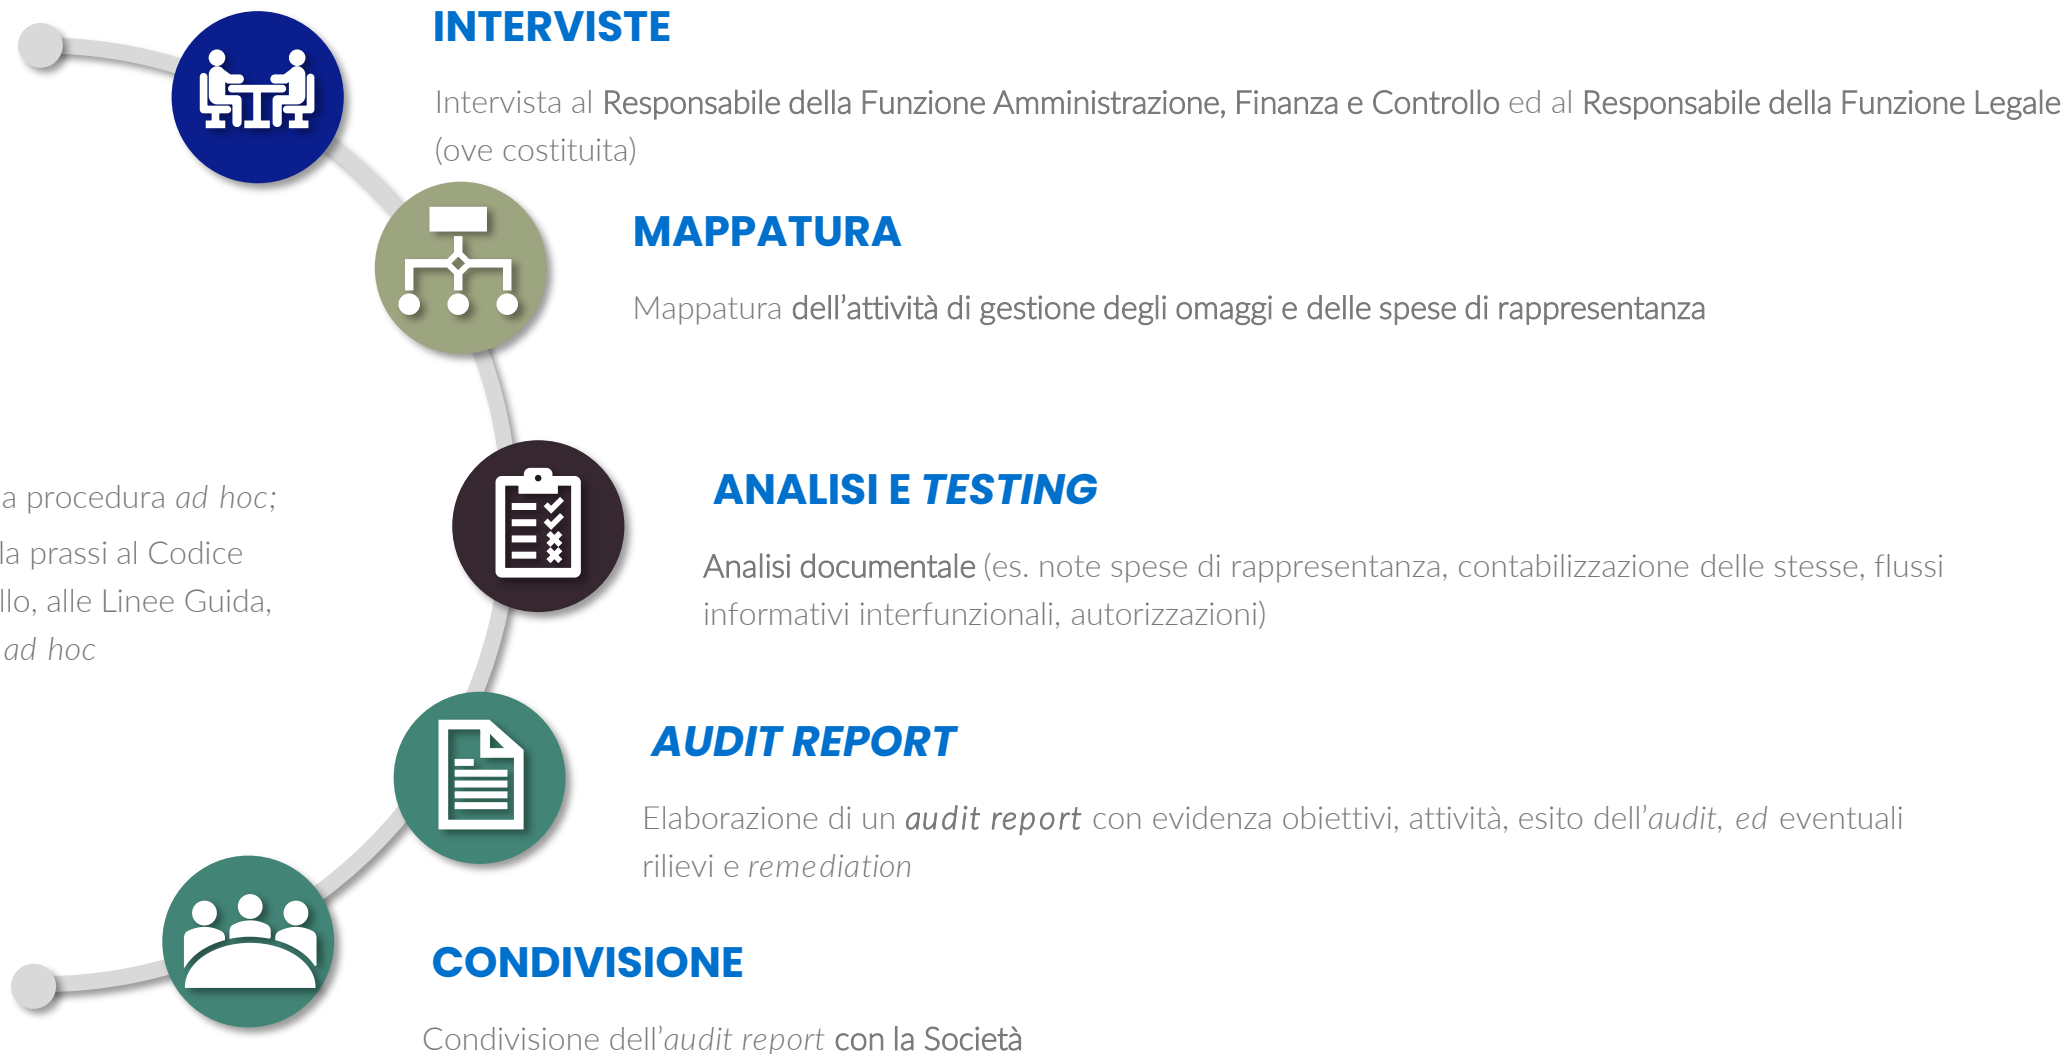 INTERVISTE
Intervista al Responsabile della Funzione Amministrazione, Finanza e Controllo ed al Responsabile della Funzione Legale
(ove costituita)
MAPPATURA
Mappatura dell’attività di gestione degli omaggi e delle spese di rappresentanza
a procedura ad hoc;
la prassi al Codice
llo, alle Linee Guida,
ad hoc
ANALISI E TESTING
Analisi documentale (es. note spese di rappresentanza, contabilizzazione delle stesse, flussi
informativi interfunzionali, autorizzazioni)
AUDIT REPORT
Elaborazione di un audit report con evidenza obiettivi, attività, esito dell’audit, ed eventuali
rilievi e remediation
CONDIVISIONE
Condivisione dell’audit report con la Società